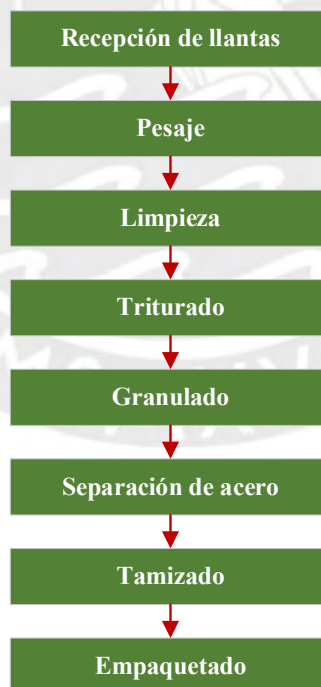 Recepción de llantas
Pesaje
Limpieza
Triturado
Granulado
Separación de acero
Tamizado
Empaquetado